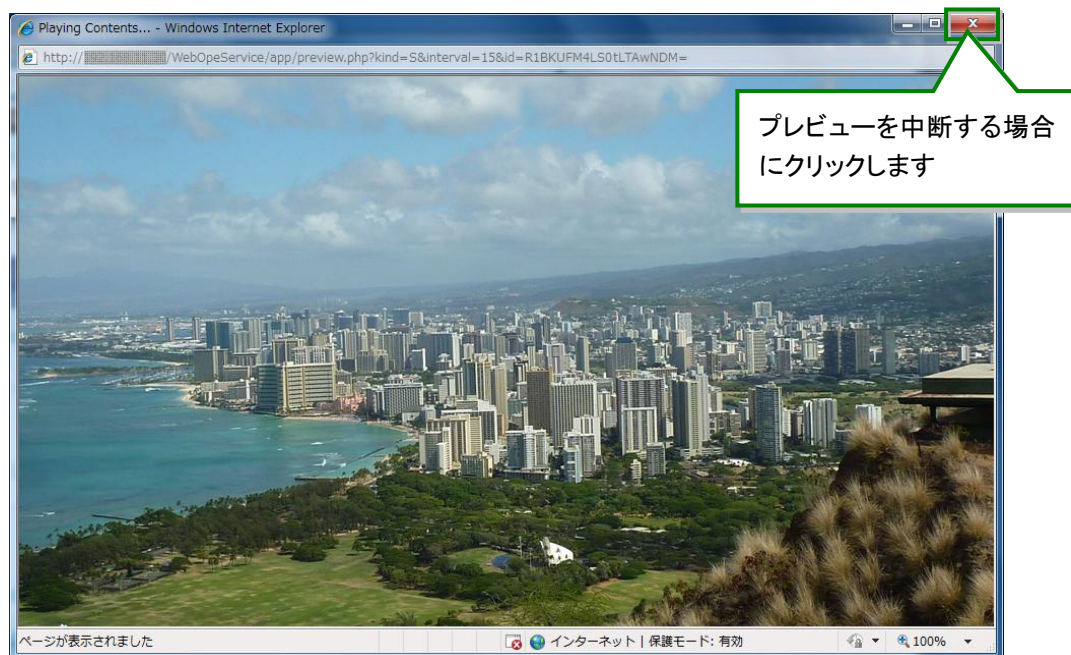 Playing Contents... - Windows Internet Explorer
http:// /WebOpeService/app/preview.php?kind=S&interval=15&id=R1BKUFM4LS0tLTAwNDM=
プレビューを中断する場合
にクリックします
ページが表示されました
インターネット | 保護モード: 有効
100%